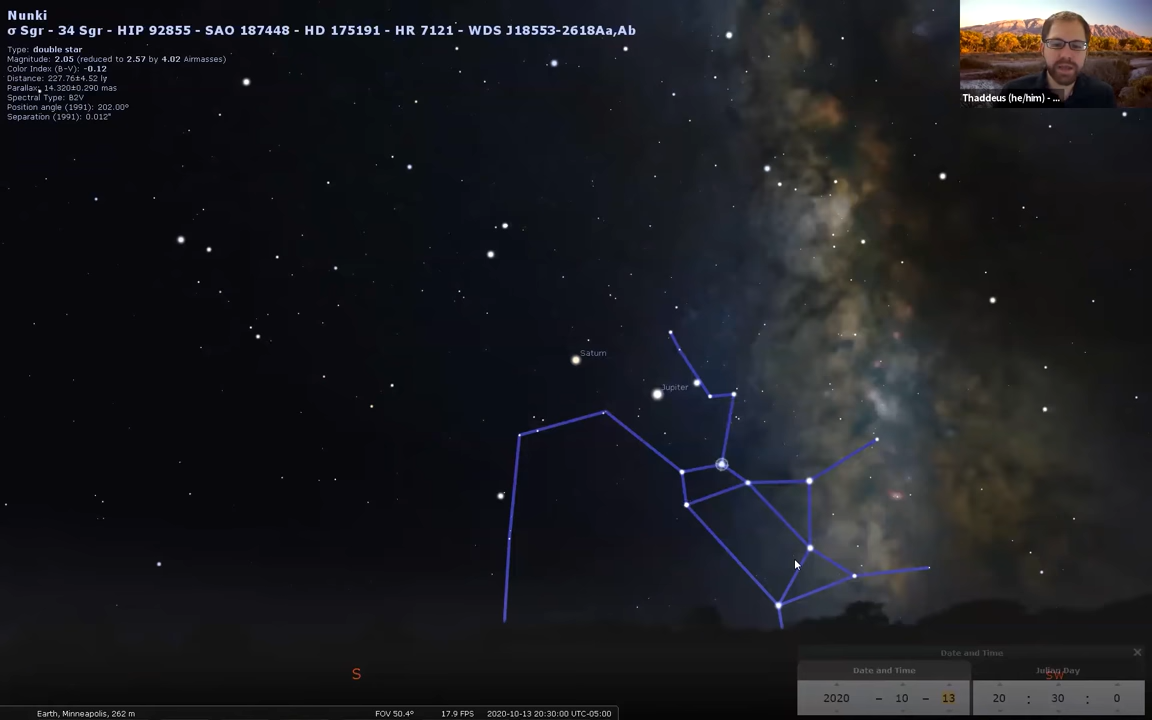 Nunki
σ Sgr - 34 Sgr - HIP 92855 - SAO 187448 - HD 175191 - HR 7121 - WDS J18553-2618Aa,Ab
Type: double star
Magnitude: 2.05 (reduced to 2.57 by 4.02 Airmasses)
Color Index (B-V): -0.12
Distance: 227.76±4.52 ly
Parallax: 14.320±0.290 mas
Spectral Type: B2V
Position angle (1991): 202.00°
Separation (1991): 0.012"
Thaddeus (he/him) - ...
Saturn
Jupiter
S
SW
Date and Time
Date and Time
Julian Day
2020 - 10 - 13
20 : 30 : 0
Earth, Minneapolis, 262 m
FOV 50.4°
17.9 FPS
2020-10-13 20:30:00 UTC-05:00